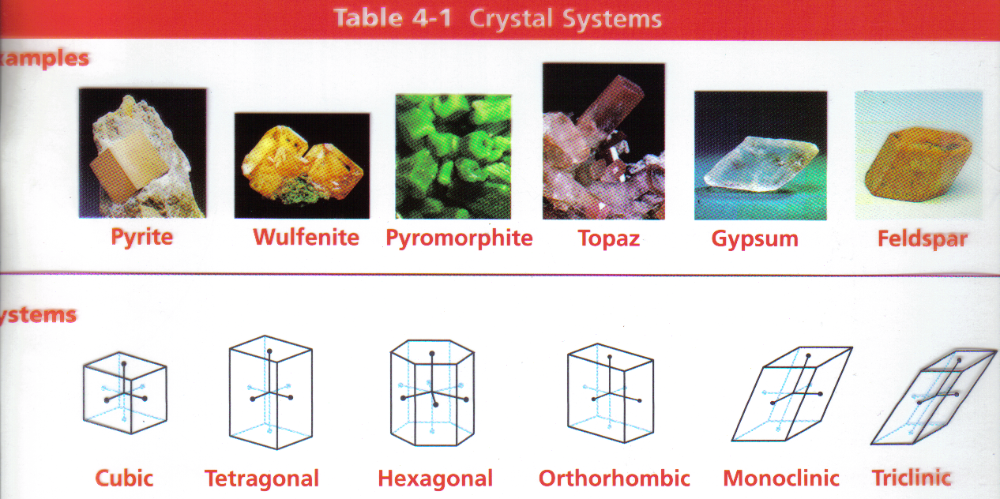 Table 4-1 Crystal Systems
xamples
Pyrite Wulfenite Pyromorphite Topaz Gypsum Feldspar
ystems
Cubic Tetragonal Hexagonal Orthorhombic Monoclinic Triclinic